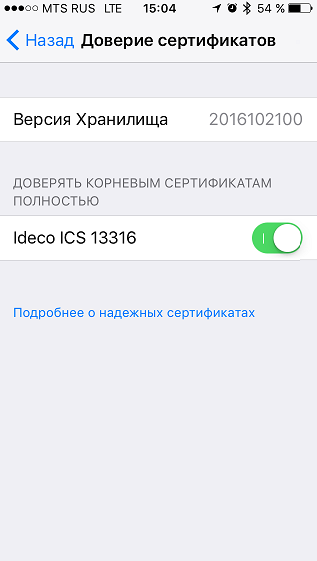 MTS RUS LTE 15:04 54 %
Назад Доверие сертификатов
Версия Хранилища 2016102100
ДОВЕРЯТЬ КОРНЕВЫМ СЕРТИФИКАТАМ
ПОЛНОСТЬЮ
Ideco ICS 13316
Подробнее о надежных сертификатах